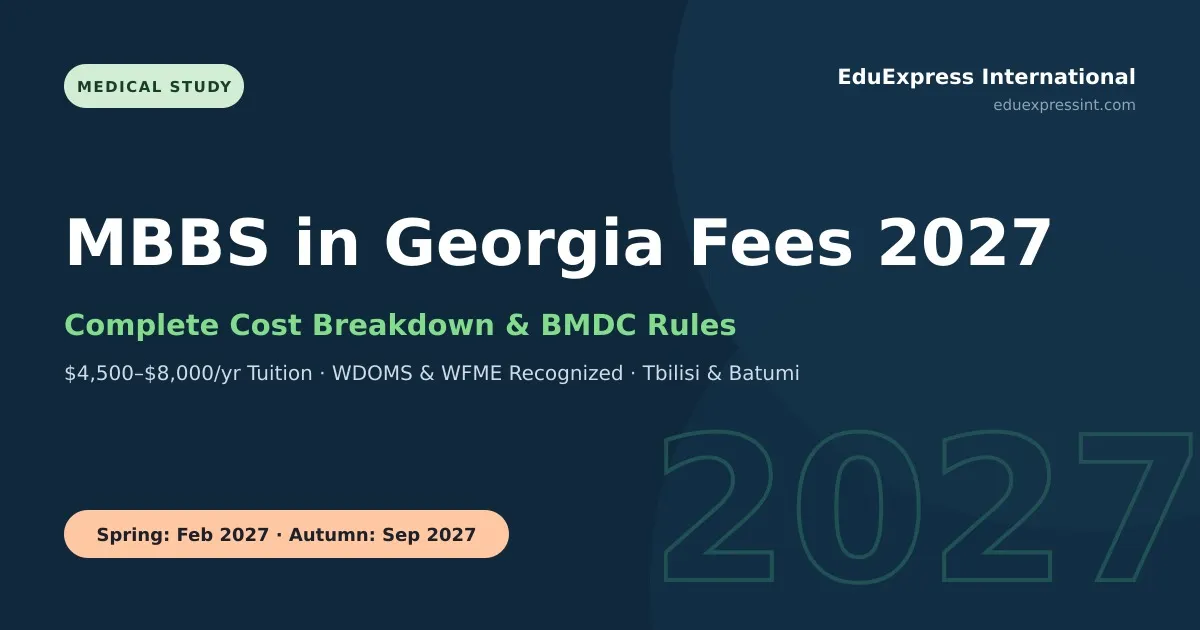 MEDICAL STUDY
EduExpress International
eduexpressint.com
MBBS in Georgia Fees 2027
Complete Cost Breakdown & BMDC Rules
$4,500–$8,000/yr Tuition · WDOMS & WFME Recognized · Tbilisi & Batumi
2027
Spring: Feb 2027 · Autumn: Sep 2027